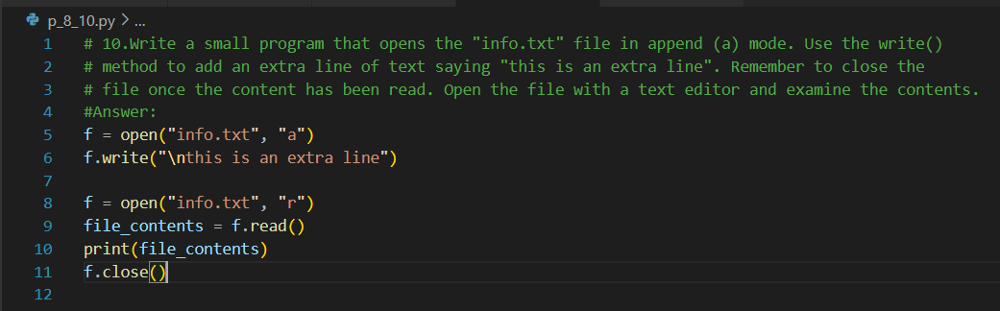 p_8_10.py > ...
1 # 10.Write a small program that opens the "info.txt" file in append (a) mode. Use the write()
2 # method to add an extra line of text saying "this is an extra line". Remember to close the
3 # file once the content has been read. Open the file with a text editor and examine the contents.
4 #Answer:
5 f = open("info.txt", "a")
6 f.write("\nthis is an extra line")
7
8 f = open("info.txt", "r")
9 file_contents = f.read()
10 print(file_contents)
11 f.close()
12